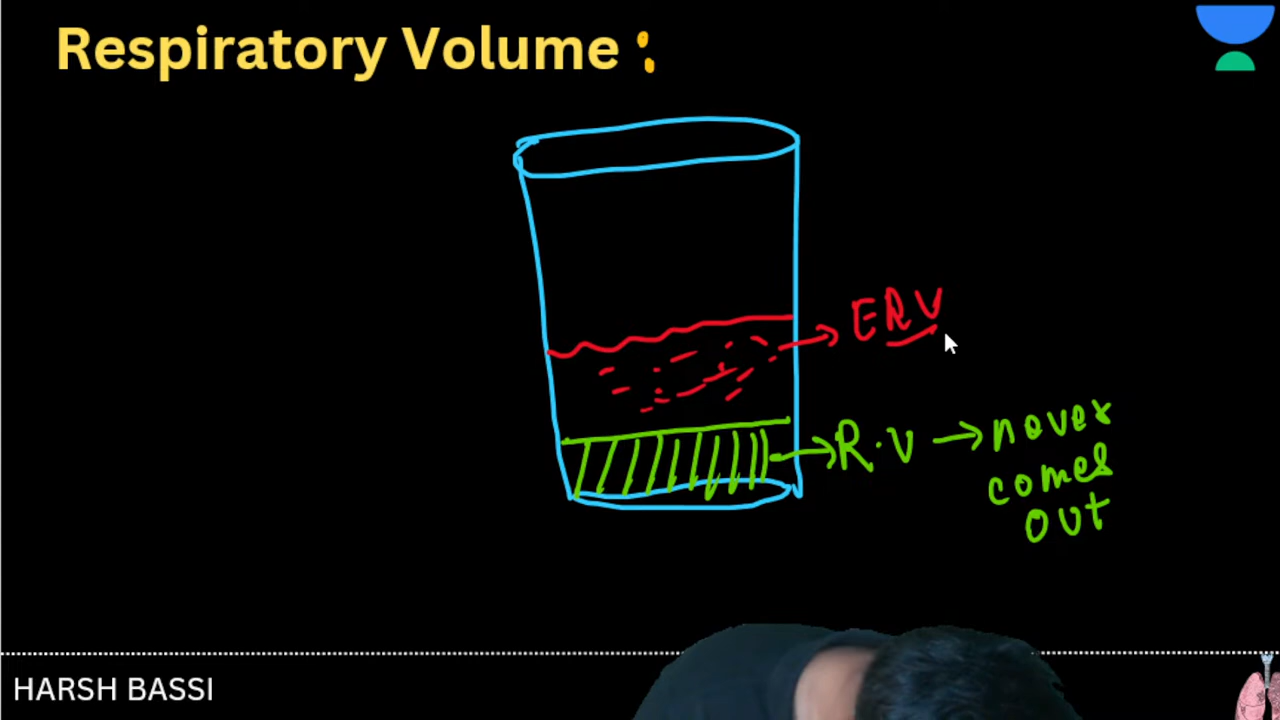 Respiratory Volume :
ERV
R.V → never
comes
out
HARSH BASSI